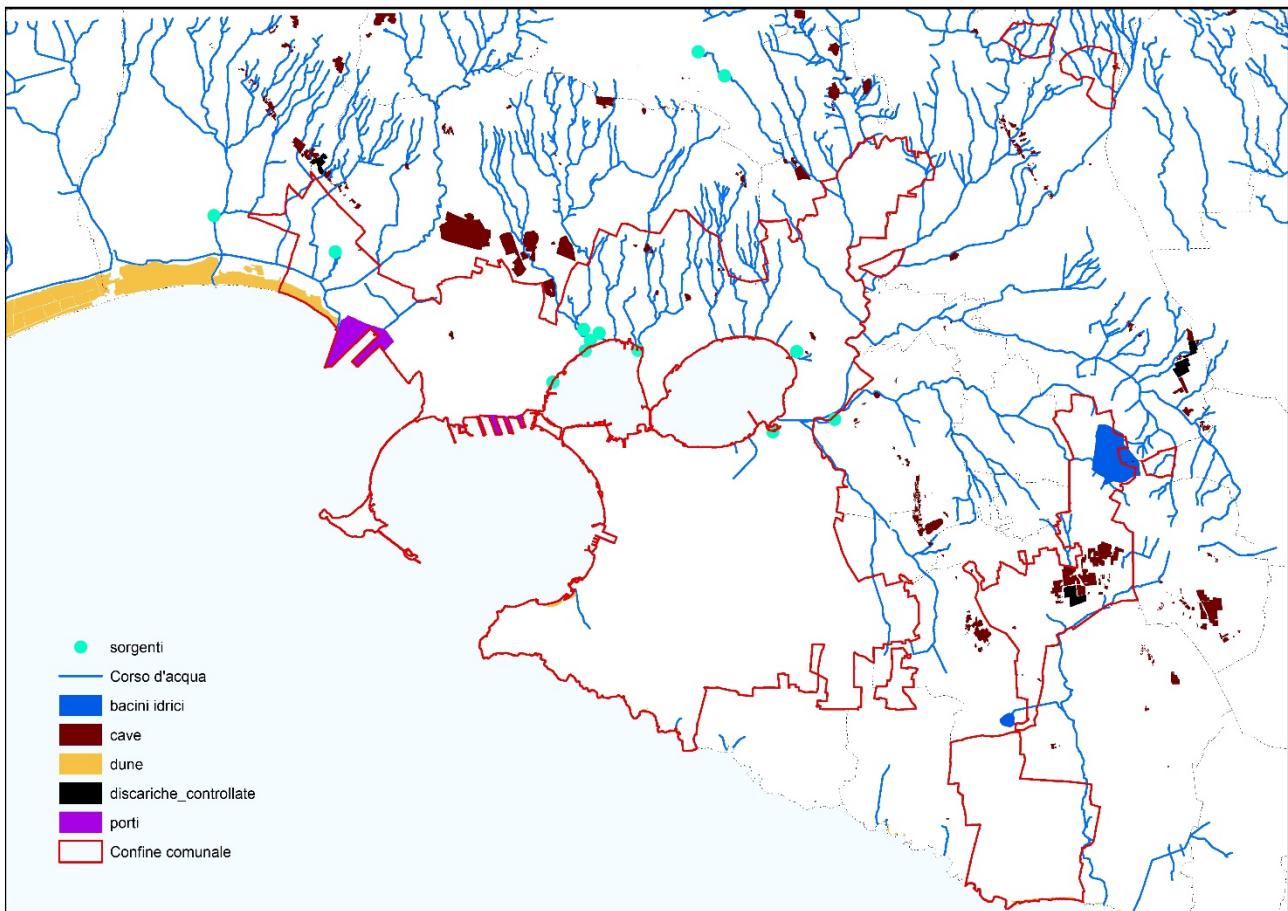 sorgenti
Corso d'acqua
bacini idrici
cave
dune
discariche_controllate
porti
Confine comunale